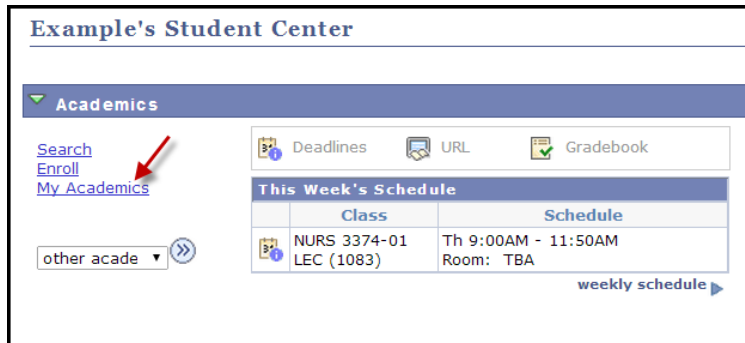 Example's Student Center
Academics
Search
Enroll
My Academics
other acade
Deadlines
URL
Gradebook
This Week's Schedule
Class
Schedule
NURS 3374-01
LEC (1083)
Th 9:00AM - 11:50AM
Room: TBA
weekly schedule